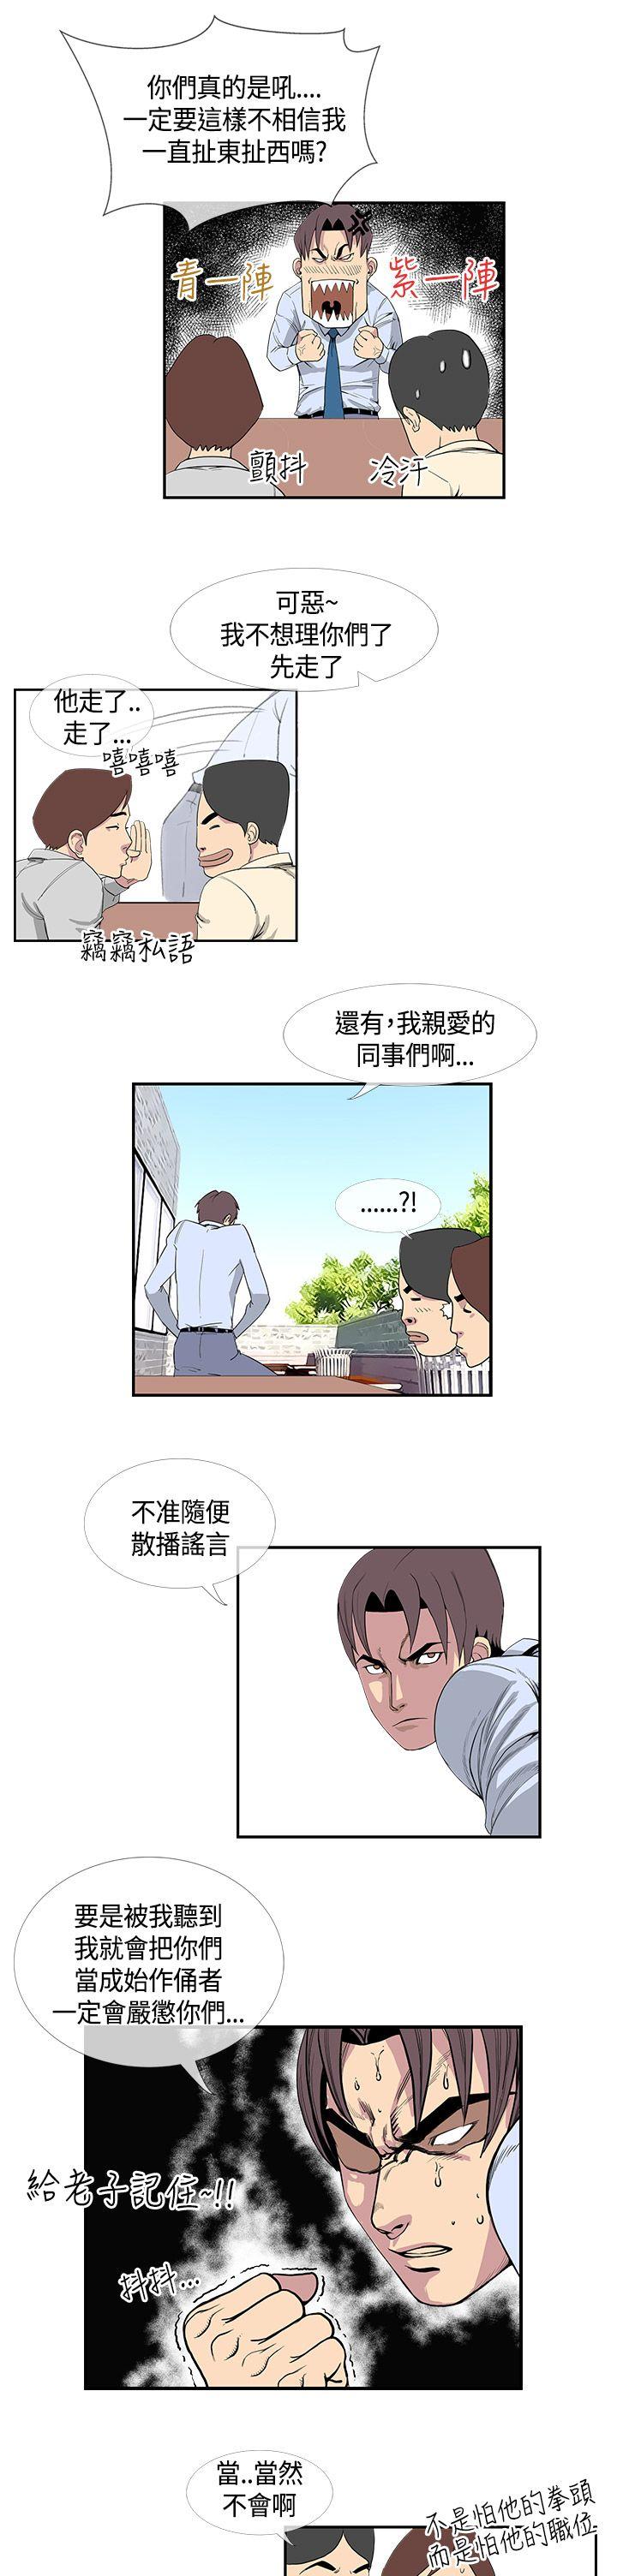 你們真的是吼....
一定要這樣不相信我
一直扯東扯西嗎?
青一陣
紫一陣
顫抖
冷汗
可惡~
我不想理你們了
先走了
他走了..
走了...
嘻嘻嘻
竊竊私語
還有,我親愛的
同事們啊...
......?!
不准隨便
散播謠言
要是被我聽到
我就會把你們
當成始作俑者
一定會嚴懲你們...
給老子記住~!!
抖抖...
當..當然
不會啊
不是怕他的拳頭
而是怕他的職位